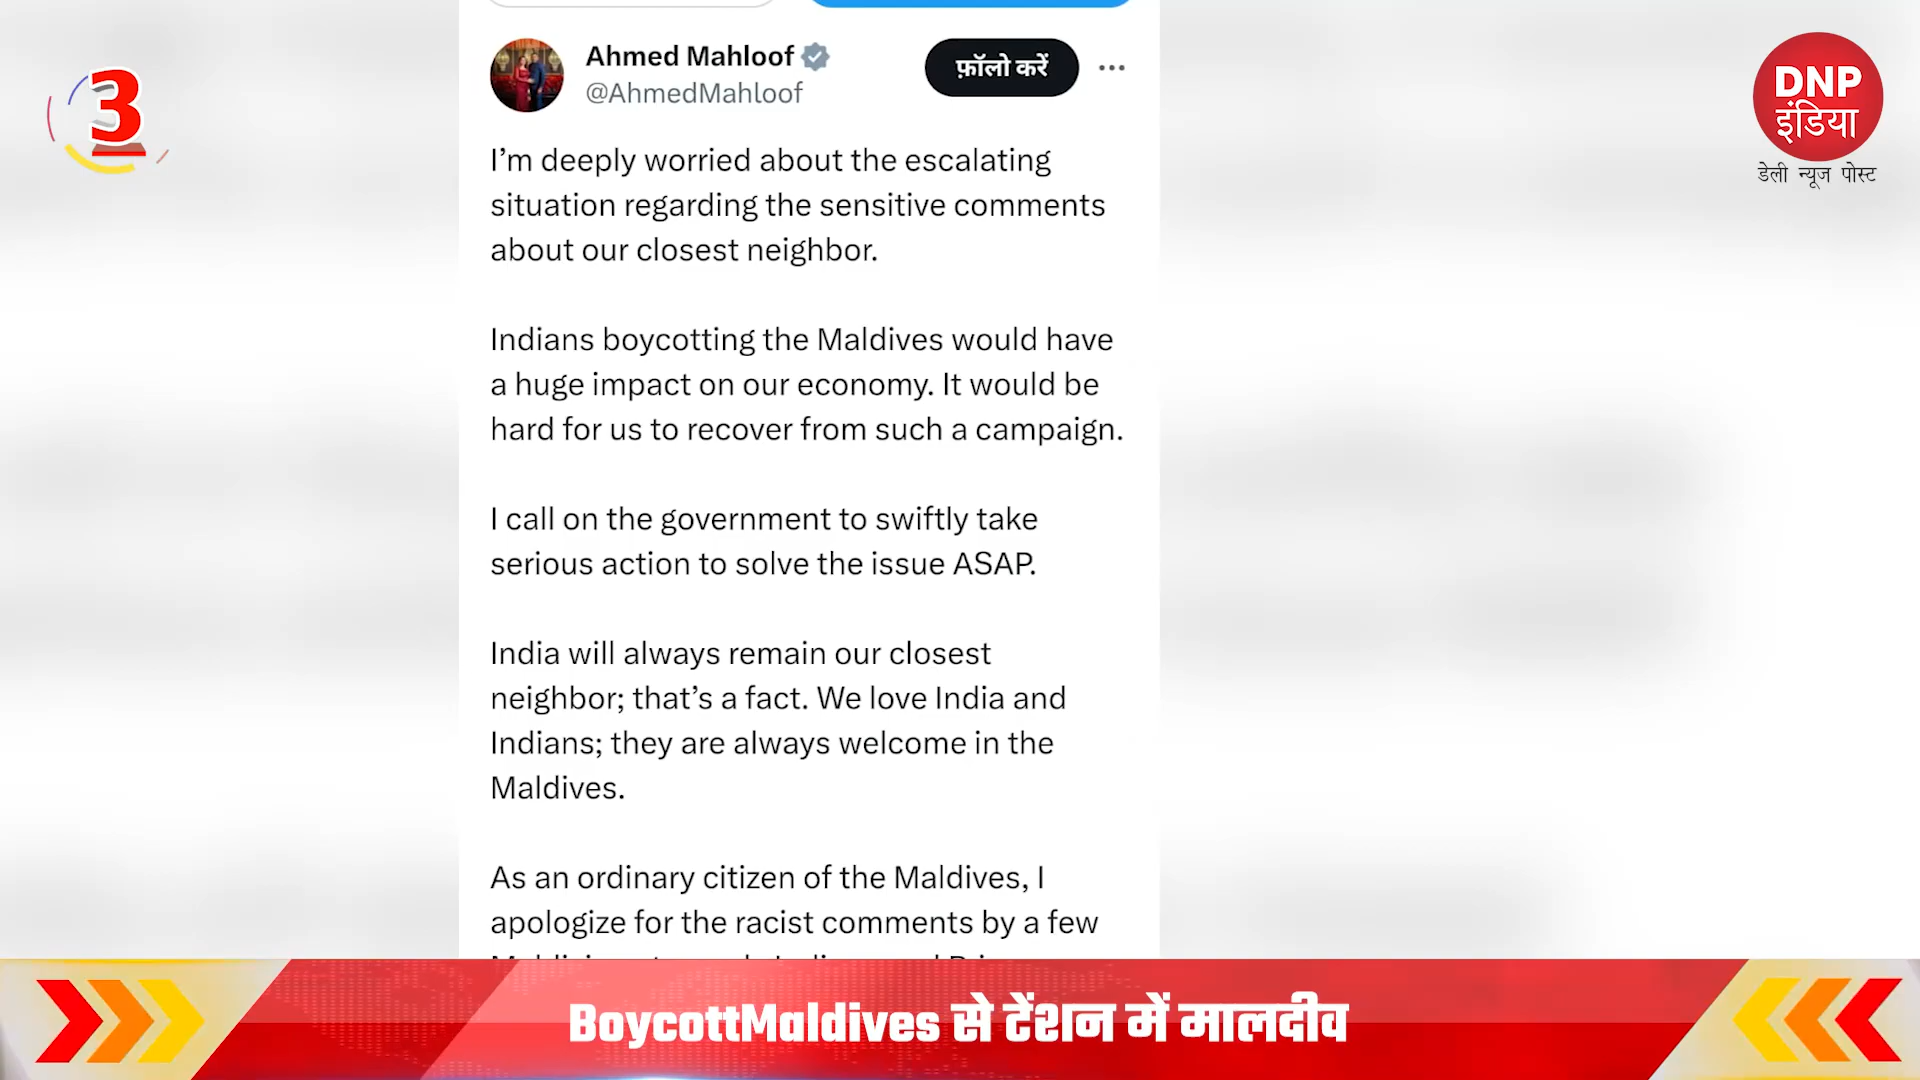 3
Ahmed Mahloof
@AhmedMahloof
फ़ॉलो करें
DNP
इंडिया
डेली न्यूज पोस्ट
I’m deeply worried about the escalating
situation regarding the sensitive comments
about our closest neighbor.
Indians boycotting the Maldives would have
a huge impact on our economy. It would be
hard for us to recover from such a campaign.
I call on the government to swiftly take
serious action to solve the issue ASAP.
India will always remain our closest
neighbor; that’s a fact. We love India and
Indians; they are always welcome in the
Maldives.
As an ordinary citizen of the Maldives, I
apologize for the racist comments by a few
BoycottMaldives से टेंशन में मालदीव